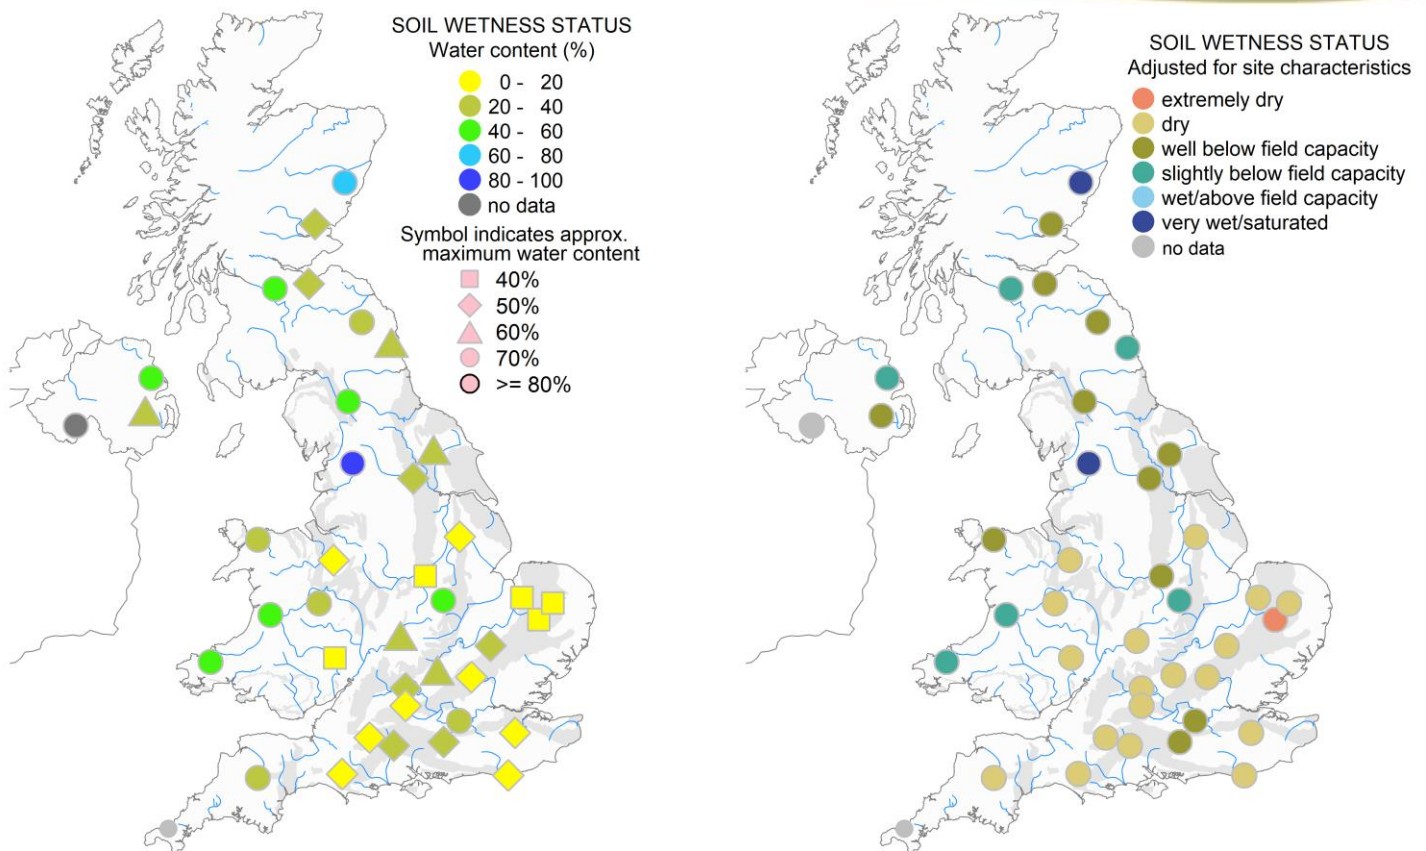 SOIL WETNESS STATUS
Water content (%)
0 - 20
20 - 40
40 - 60
60 - 80
80 - 100
no data
Symbol indicates approx.
maximum water content
40%
50%
60%
70%
>= 80%
SOIL WETNESS STATUS
Adjusted for site characteristics
extremely dry
dry
well below field capacity
slightly below field capacity
wet/above field capacity
very wet/saturated
no data